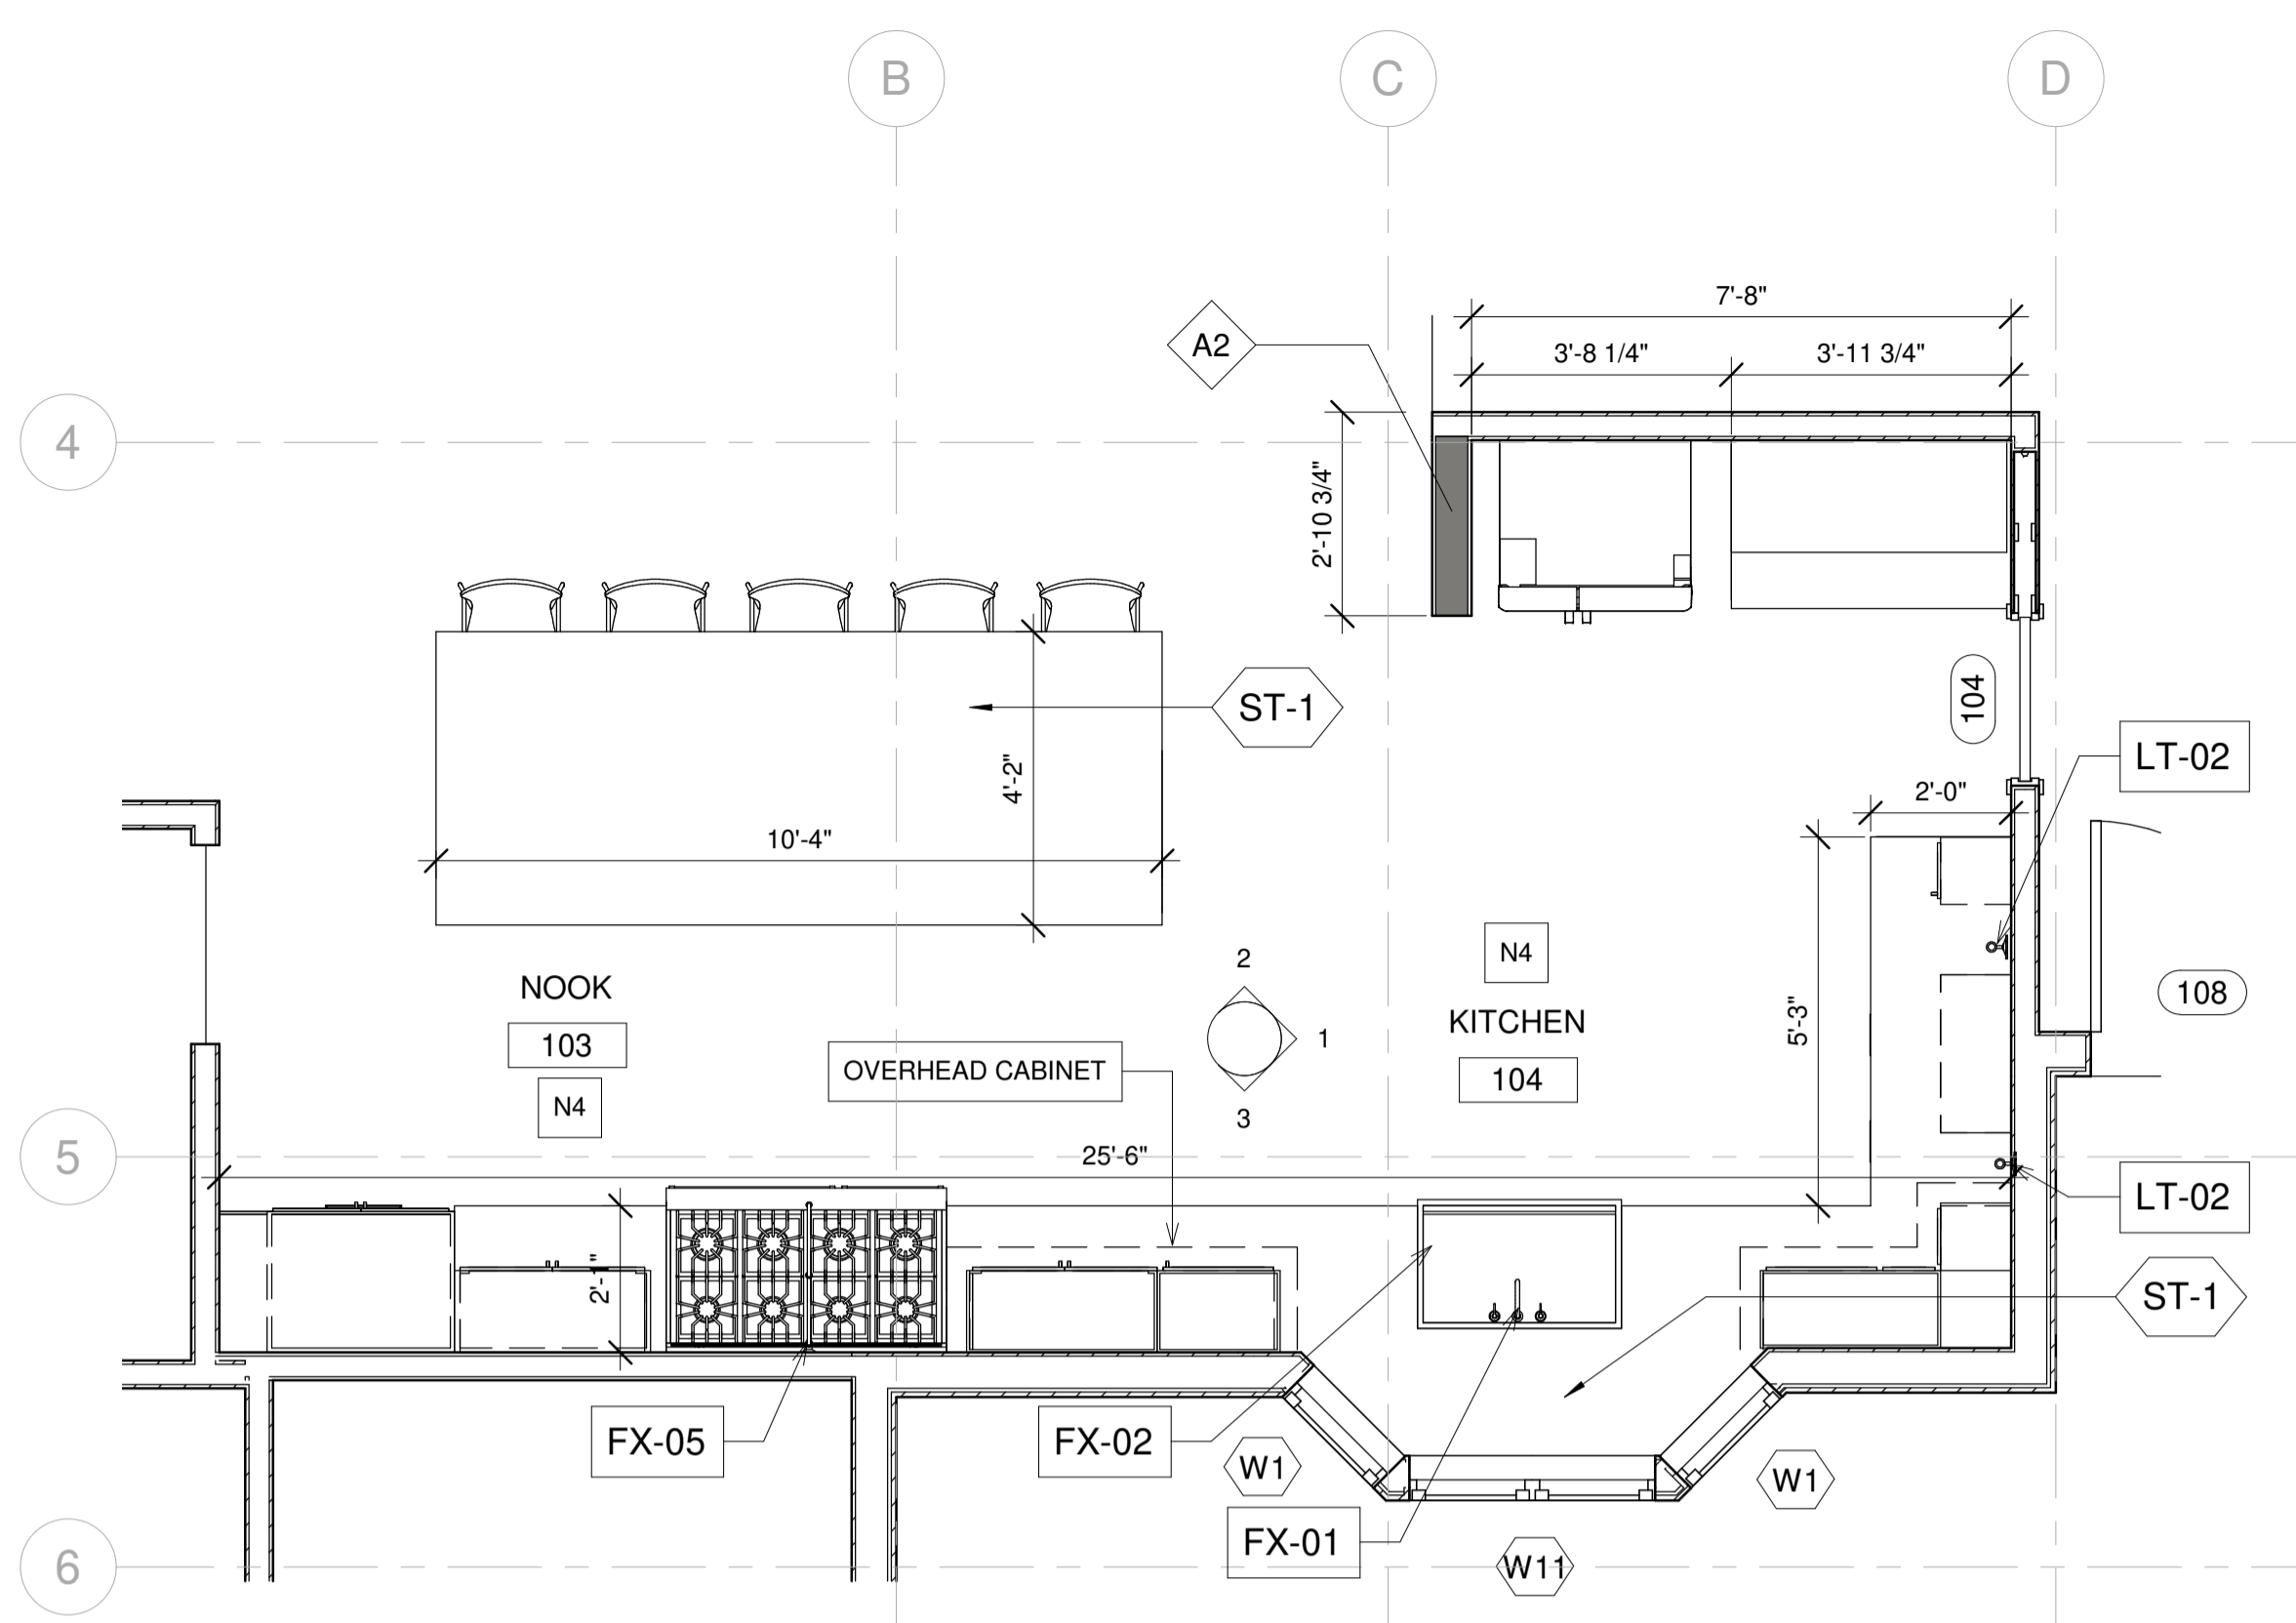 B
C
D
7'-8"
A2
3'-8 1/4"
3'-11 3/4"
4
2'-10 3/4"
ST-1
104
LT-02
4'-2"
2'-0"
10'-4"
N4
NOOK
2
108
103
1
KITCHEN
5'-3"
OVERHEAD CABINET
104
N4
3
5
25'-6"
LT-02
ST-1
FX-05
FX-02
W1
W1
FX-01
W11
6